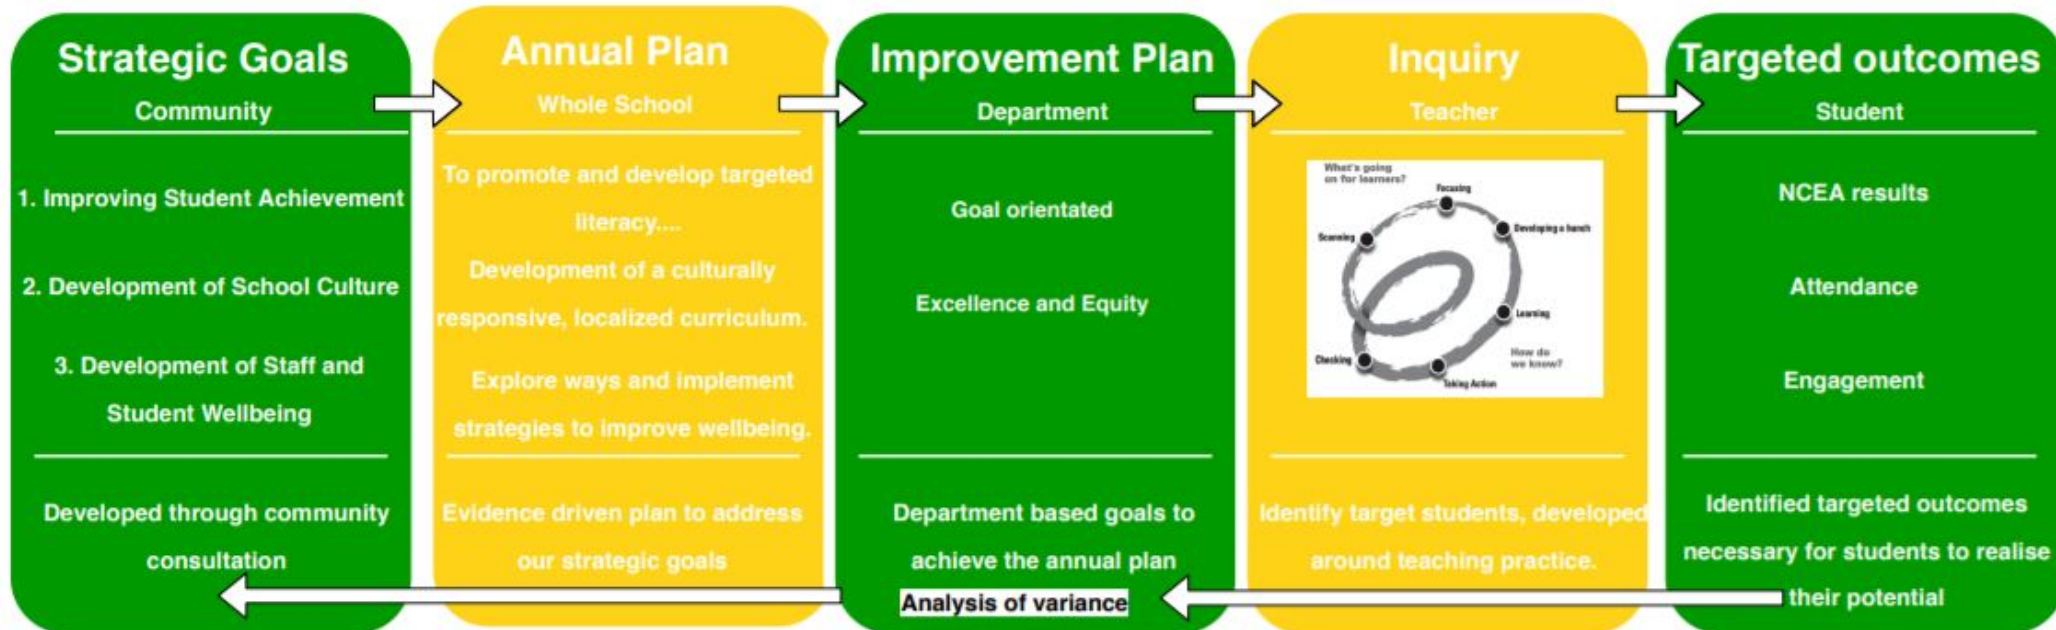 Strategic Goals
Community
1. Improving Student Achievement
2. Development of School Culture
3. Development of Staff and
Student Wellbeing
Developed through community
consultation
Annual Plan
Whole School
To promote and develop targeted
literacy....
Development of a culturally
responsive, localized curriculum.
Explore ways and implement
strategies to improve wellbeing.
Evidence driven plan to address
our strategic goals
Improvement Plan
Department
Goal orientated
Excellence and Equity
Department based goals to
achieve the annual plan
Analysis of variance
Inquiry
Teacher
What's going
on for learners?
Focusing
Developing a hunch
Scanning
Learning
How do
we know?
Checking
Taking Action
Identify target students, developed
around teaching practice.
Targeted outcomes
Student
NCEA results
Attendance
Engagement
Identified targeted outcomes
necessary for students to realise
their potential